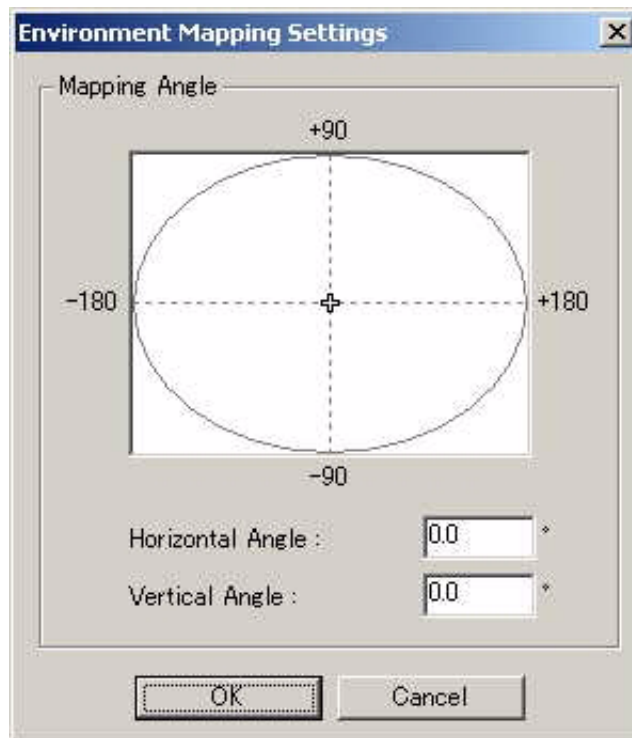 Environment Mapping Settings
Mapping Angle
+90
-180
+180
-90
Horizontal Angle : 0.0 °
Vertical Angle : 0.0 °
OK Cancel